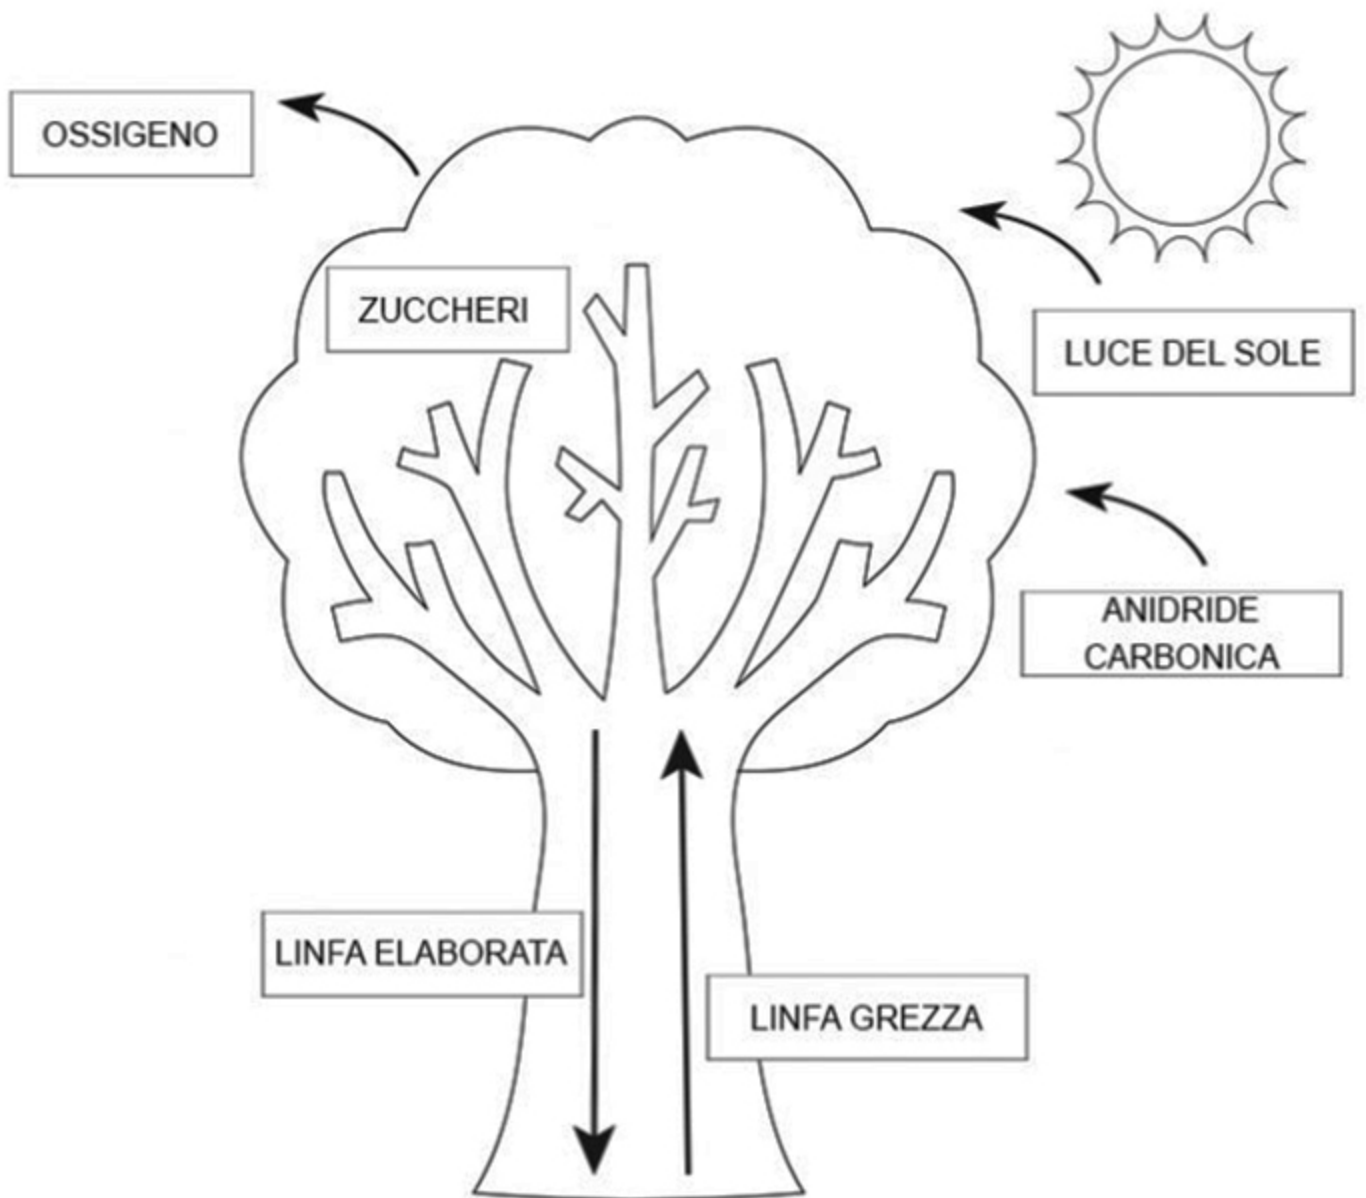 OSSIGENO
ZUCCHERI
LUCE DEL SOLE
ANIDRIDE
CARBONICA
LINFA ELABORATA
LINFA GREZZA